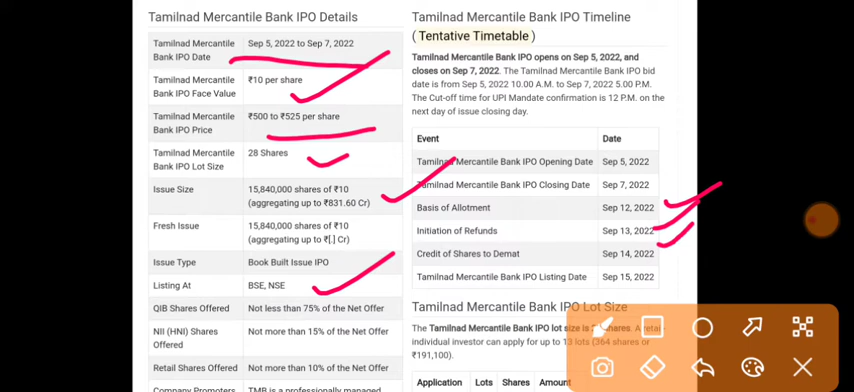 Tamilnad Mercantile Bank IPO Details
Tamilnad Mercantile Sep 5, 2022 to Sep 7, 2022
Bank IPO Date
Tamilnad Mercantile ₹10 per share
Bank IPO Face Value
Tamilnad Mercantile ₹500 to ₹525 per share
Bank IPO Price
Tamilnad Mercantile 28 Shares
Bank IPO Lot Size
Issue Size 15,840,000 shares of ₹10
(aggregating up to ₹831.60 Cr)
Fresh Issue 15,840,000 shares of ₹10
(aggregating up to ₹[.] Cr)
Issue Type Book Built Issue IPO
Listing At BSE, NSE
QIB Shares Offered Not less than 75% of the Net Offer
NII (HNI) Shares Not more than 15% of the Net Offer
Offered
Retail Shares Offered Not more than 10% of the Net Offer
Company Promoters TMB is a professionally managed
Tamilnad Mercantile Bank IPO Timeline
(Tentative Timetable)
Tamilnad Mercantile Bank IPO opens on Sep 5, 2022, and
closes on Sep 7, 2022. The Tamilnad Mercantile Bank IPO bid
date is from Sep 5, 2022 10.00 A.M. to Sep 7, 2022 5.00 P.M.
The Cut-off time for UPI Mandate confirmation is 12 P.M. on the
next day of issue closing day.
Event Date
Tamilnad Mercantile Bank IPO Opening Date Sep 5, 2022
Tamilnad Mercantile Bank IPO Closing Date Sep 7, 2022
Basis of Allotment Sep 12, 2022
Initiation of Refunds Sep 13, 2022
Credit of Shares to Demat Sep 14, 2022
Tamilnad Mercantile Bank IPO Listing Date Sep 15, 2022
Tamilnad Mercantile Bank IPO Lot Size
The Tamilnad Mercantile Bank IPO lot size is shares. A retail
individual investor can apply for up to 13 lots (364 shares or
₹191,100).
Application Lots Shares Amount